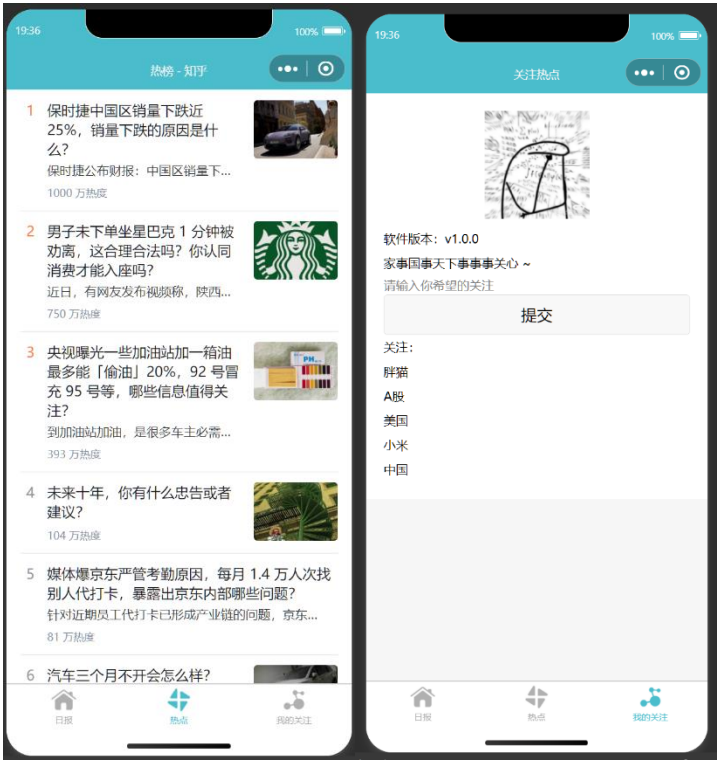 19:36
100%
热榜 - 知乎
1
保时捷中国区销量下跌近
25%，销量下跌的原因是什
么？
保时捷公布财报：中国区销量下...
1000 万热度
2
男子未下单坐星巴克 1 分钟被
劝离，这合理合法吗？你认同
消费才能入座吗？
近日，有网友发布视频称，陕西...
750 万热度
3
央视曝光一些加油站加一箱油
最多能「偷油」20%，92 号冒
充 95 号等，哪些信息值得关
注？
到加油站加油，是很多车主必需...
393 万热度
PH
4
未来十年，你有什么忠告或者
建议？
104 万热度
5
媒体爆京东严管考勤原因，每月 1.4 万人次找
别人代打卡，暴露出京东内部哪些问题？
针对近期员工代打卡已形成产业链的问题，京东...
81 万热度
6
汽车三个月不开会怎么样？
日报
热点
我的关注
19:36
100%
关注热点
软件版本：v1.0.0
家事国事天下事事事关心 ~
请输入你希望的关注
提交
关注：
胖猫
A股
美国
小米
中国
日报
热点
我的关注